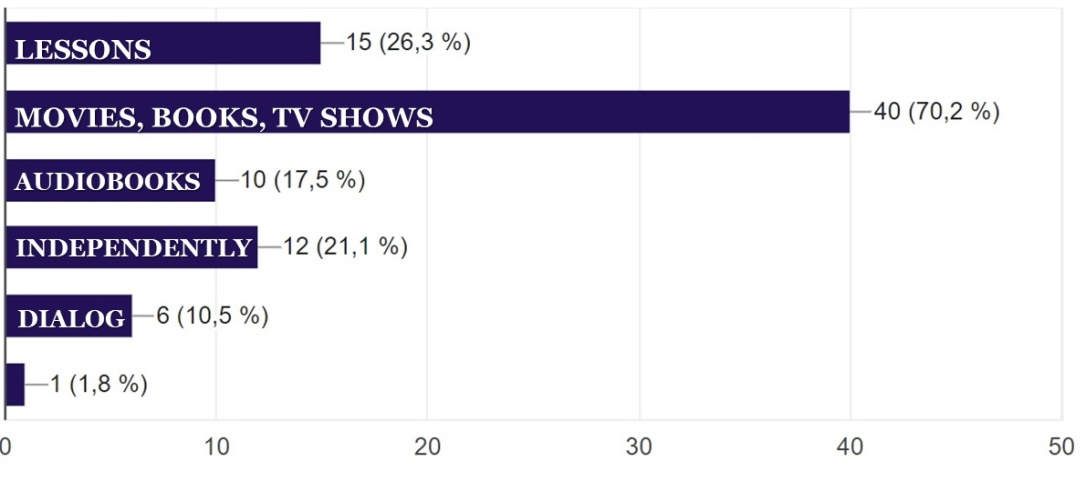 LESSONS 15 (26,3 %)
MOVIES, BOOKS, TV SHOWS 40 (70,2 %)
AUDIOBOOKS 10 (17,5 %)
INDEPENDENTLY 12 (21,1 %)
DIALOG 6 (10,5 %)
1 (1,8 %)
0 10 20 30 40 50